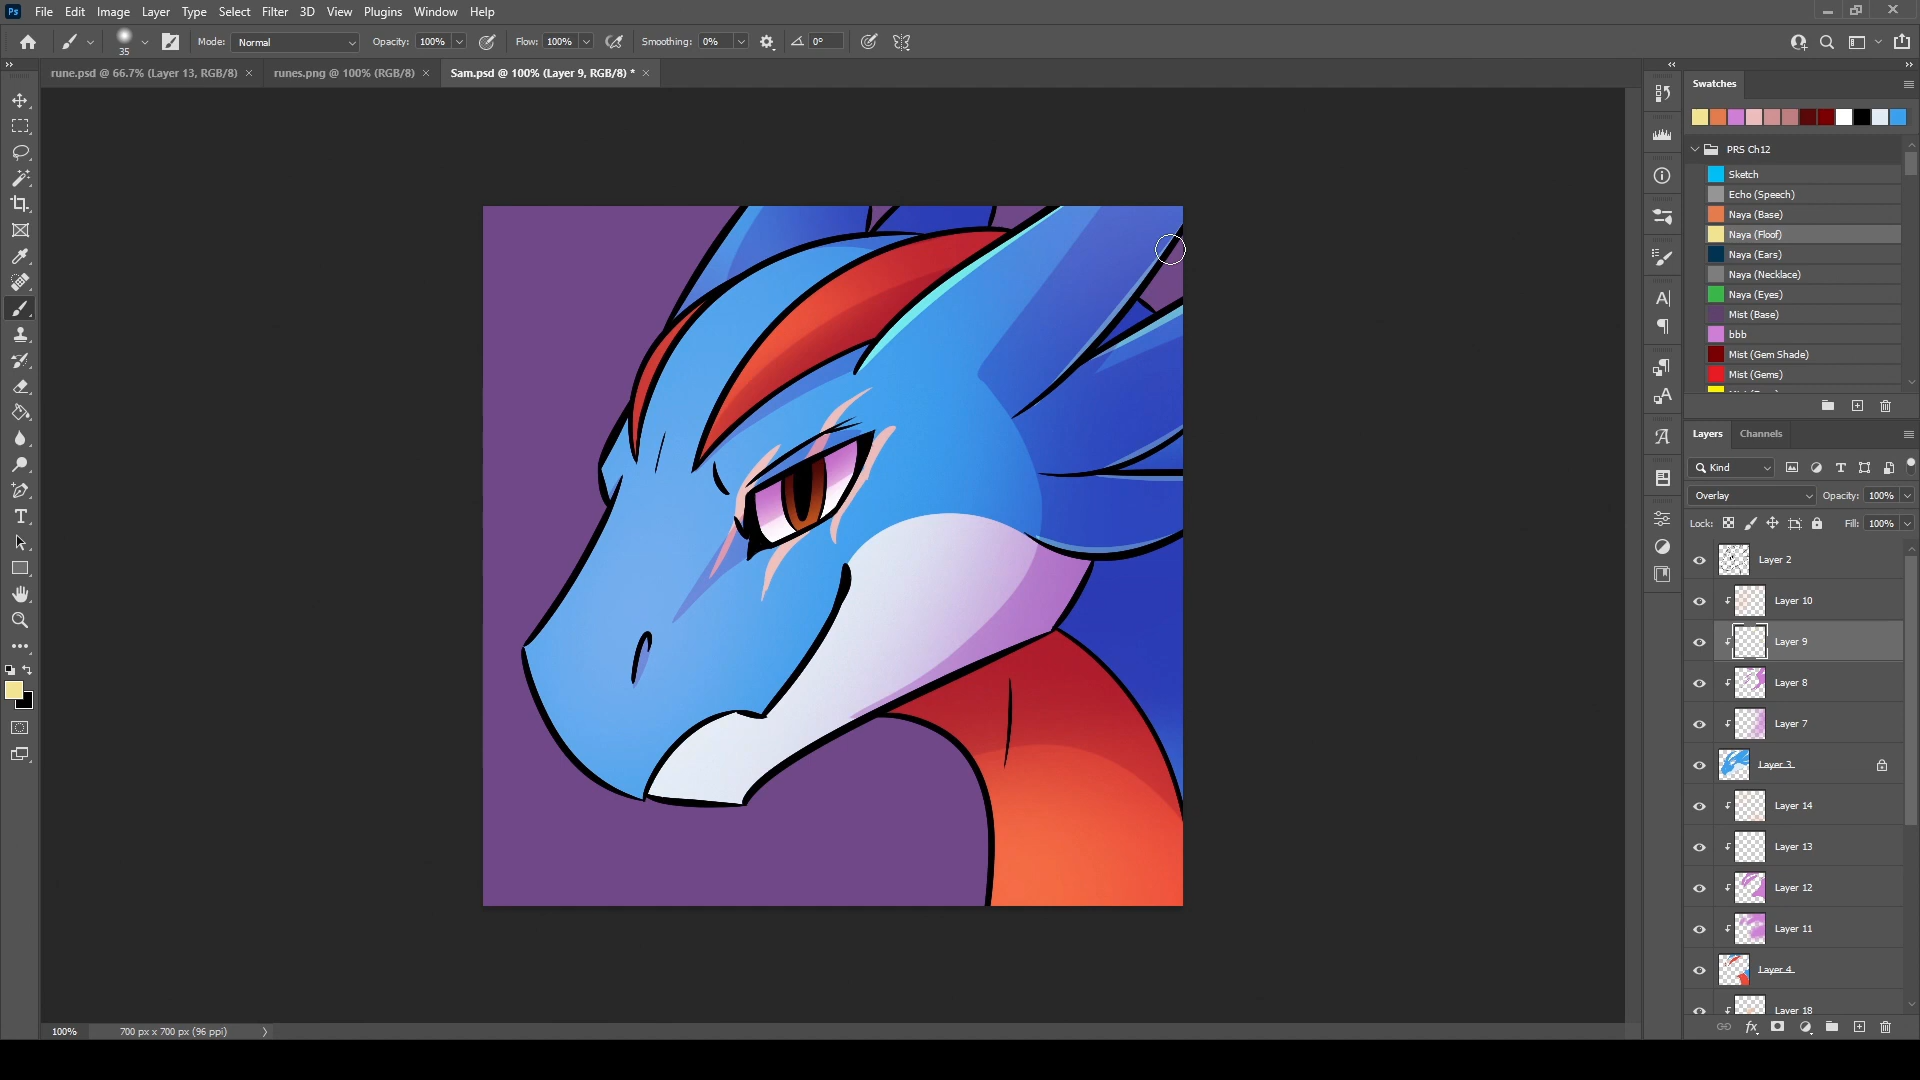 Ps File Edit Image Layer Type Select Filter 3D View Plugins Window Help
35 Mode: Normal Opacity: 100% Flow: 100% Smoothing: 0% 0°
rune.psd @ 66.7% (Layer 13, RGB/8) × runes.png @ 100% (RGB/8) × Sam.psd @ 100% (Layer 9, RGB/8) * ×
Swatches
PRS Ch12
Sketch
Echo (Speech)
Naya (Base)
Naya (Floof)
Naya (Ears)
Naya (Necklace)
Naya (Eyes)
Mist (Base)
bbb
Mist (Gem Shade)
Mist (Gems)
Layers Channels
Kind
Overlay Opacity: 100%
Lock: Fill: 100%
Layer 2
Layer 10
Layer 9
Layer 8
Layer 7
Layer 3
Layer 14
Layer 13
Layer 12
Layer 11
Layer 4
Layer 18
100% 700 px x 700 px (96 ppi)